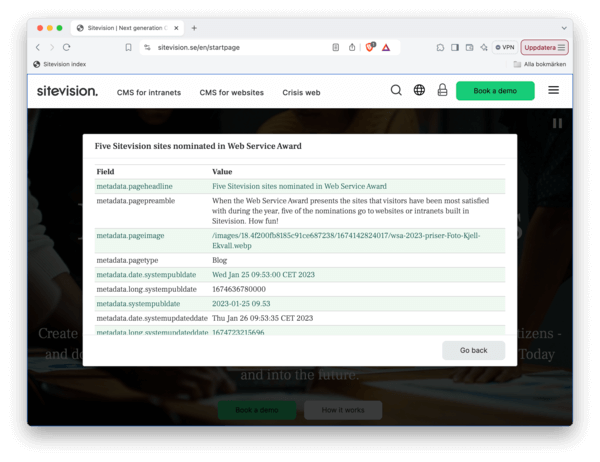 Sitevision | Next generation C
sitevision.se/en/startpage
1
VPN
Uppdatera
Sitevision index
Alla bokmärken
sitevision.
CMS for intranets
CMS for websites
Crisis web
Book a demo
Five Sitevision sites nominated in Web Service Award
Field Value
metadata.pageheadline Five Sitevision sites nominated in Web Service Award
metadata.pagepreamble When the Web Service Award presents the sites that visitors have been most satisfied
with during the year, five of the nominations go to websites or intranets built in
Sitevision. How fun!
metadata.pageimage /images/18.4f200fb8185c91ce687238/1674142824017/wsa-2023-priser-Foto-Kjell-
Ekvall.webp
metadata.pagetype Blog
metadata.date.systempubldate Wed Jan 25 09:53:00 CET 2023
metadata.long.systempubldate 1674636780000
metadata.systempubldate 2023-01-25 09.53
metadata.date.systemupdateddate Thu Jan 26 09:53:35 CET 2023
metadata.long.systemupdateddate 1674723215696
Go back
Create
tizens -
and de
Today
and into the future.
Book a demo
How it works